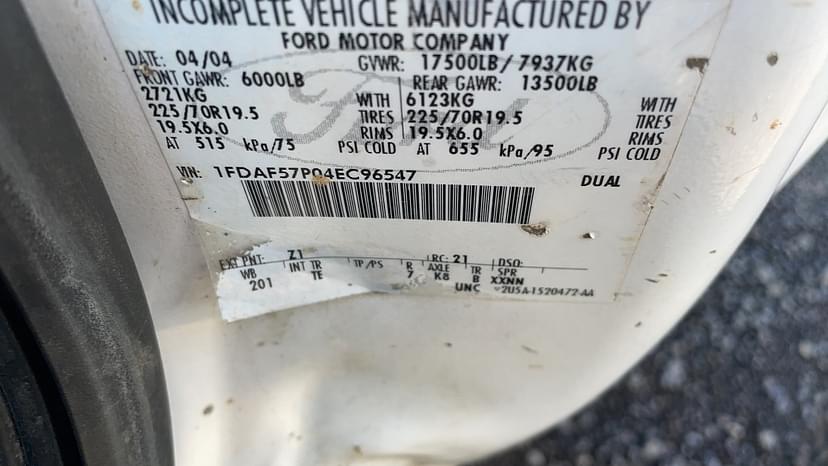 INCOMPLETE VEHICLE MANUFACTURED BY
FORD MOTOR COMPANY
DATE: 04/04 GVWR: 17500LB/ 7937KG
FRONT GAWR: 6000LB REAR GAWR: 13500LB
2721KG WITH 6123KG WITH
225/70R19.5 TIRES 225/70R19.5 TIRES
19.5X6.0 RIMS 19.5X6.0 RIMS
AT 515 kPa/75 PSI COLD AT 655 kPa/95 PSI COLD
VIN: 1FDAF57P04EC96547 DUAL
EXT PNT: Z1 RC: 21 DSO:
WB INT TR TP/PS R AXLE TR SPR
201 TE 7 K8 B XXNN
UNC 2U5A-1520472-AA